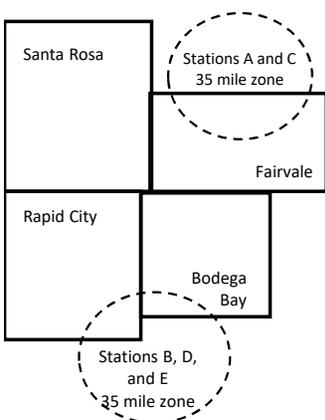 Santa Rosa
Stations A and C
35 mile zone
Fairvale
Rapid City
Bodega
Bay
Stations B, D,
and E
35 mile zone